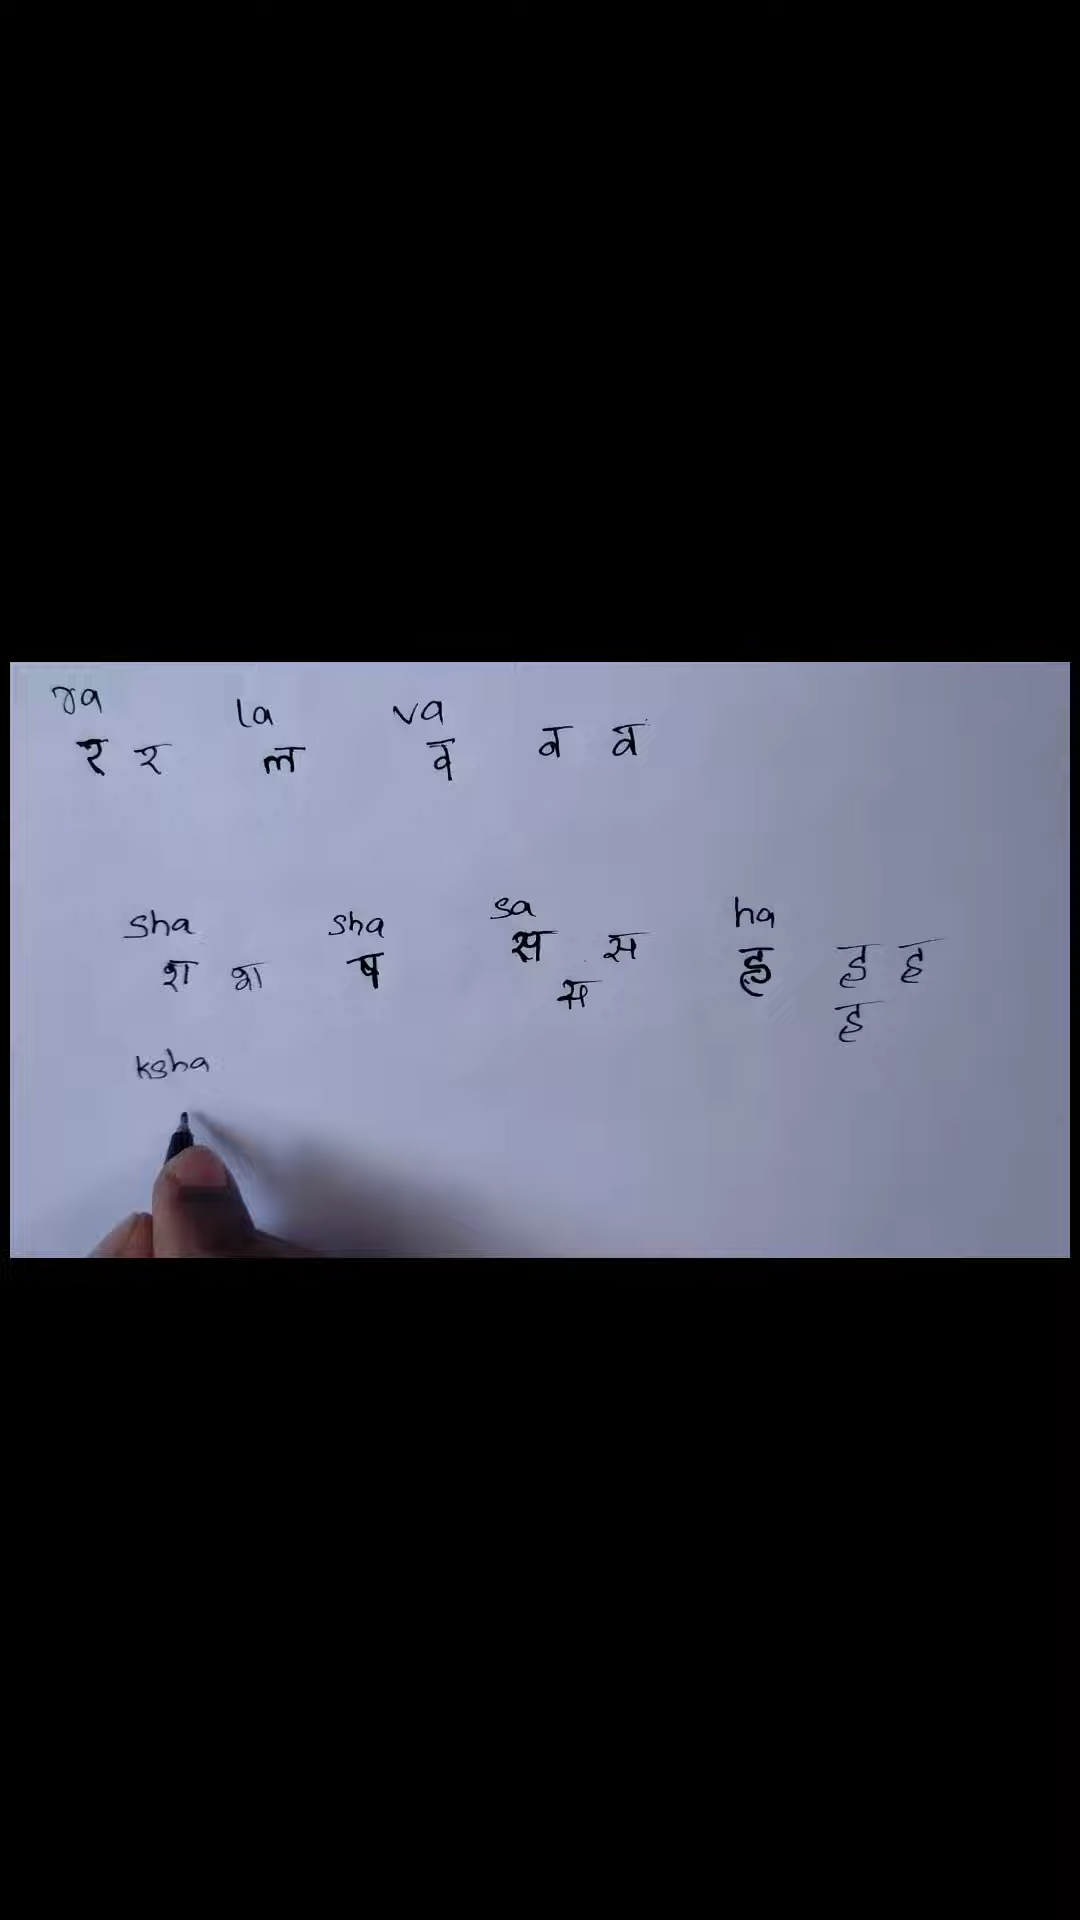 ra la va
र र ल व व व
sha sha sa ha
श श ष स स ह ह ह
स ह
ksha